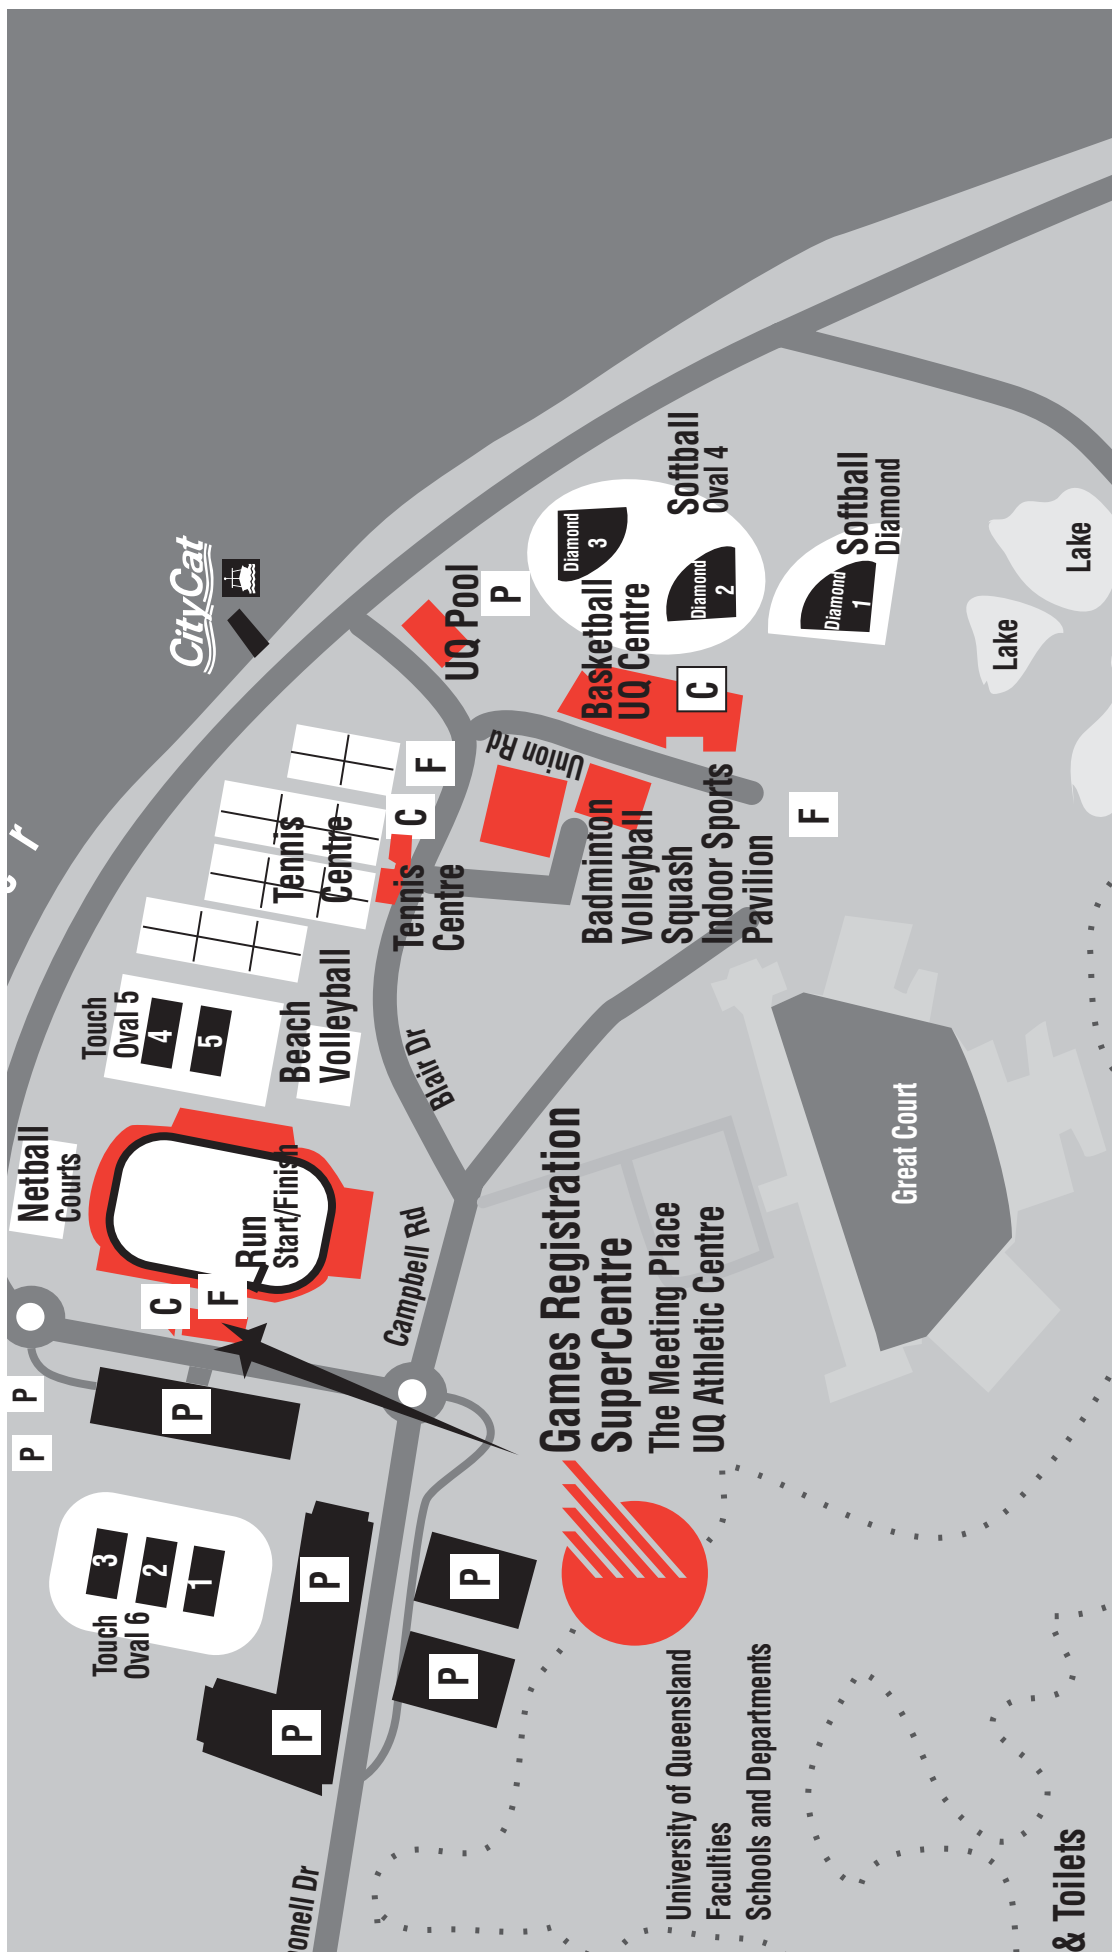 CityCat
Netball
Courts
Touch
Oval 5
4
5
Beach
Volleyball
Tennis
Centre
Tennis
Centre
C
F
UQ Pool
P
Union Rd
Basketball
UQ Centre
C
Diamond
3
Diamond
2
Softball
Oval 4
Diamond
1
Softball
Diamond
Lake
Lake
Badminton
Volleyball
Squash
Indoor Sports
Pavilion
F
Blair Dr
Run
Start/Finish
C
F
Campbell Rd
P
P
P
Touch
Oval 6
3
2
1
P
P
P
P
Games Registration
SuperCentre
The Meeting Place
UQ Athletic Centre
Great Court
University of Queensland
Faculties
Schools and Departments
& Toilets